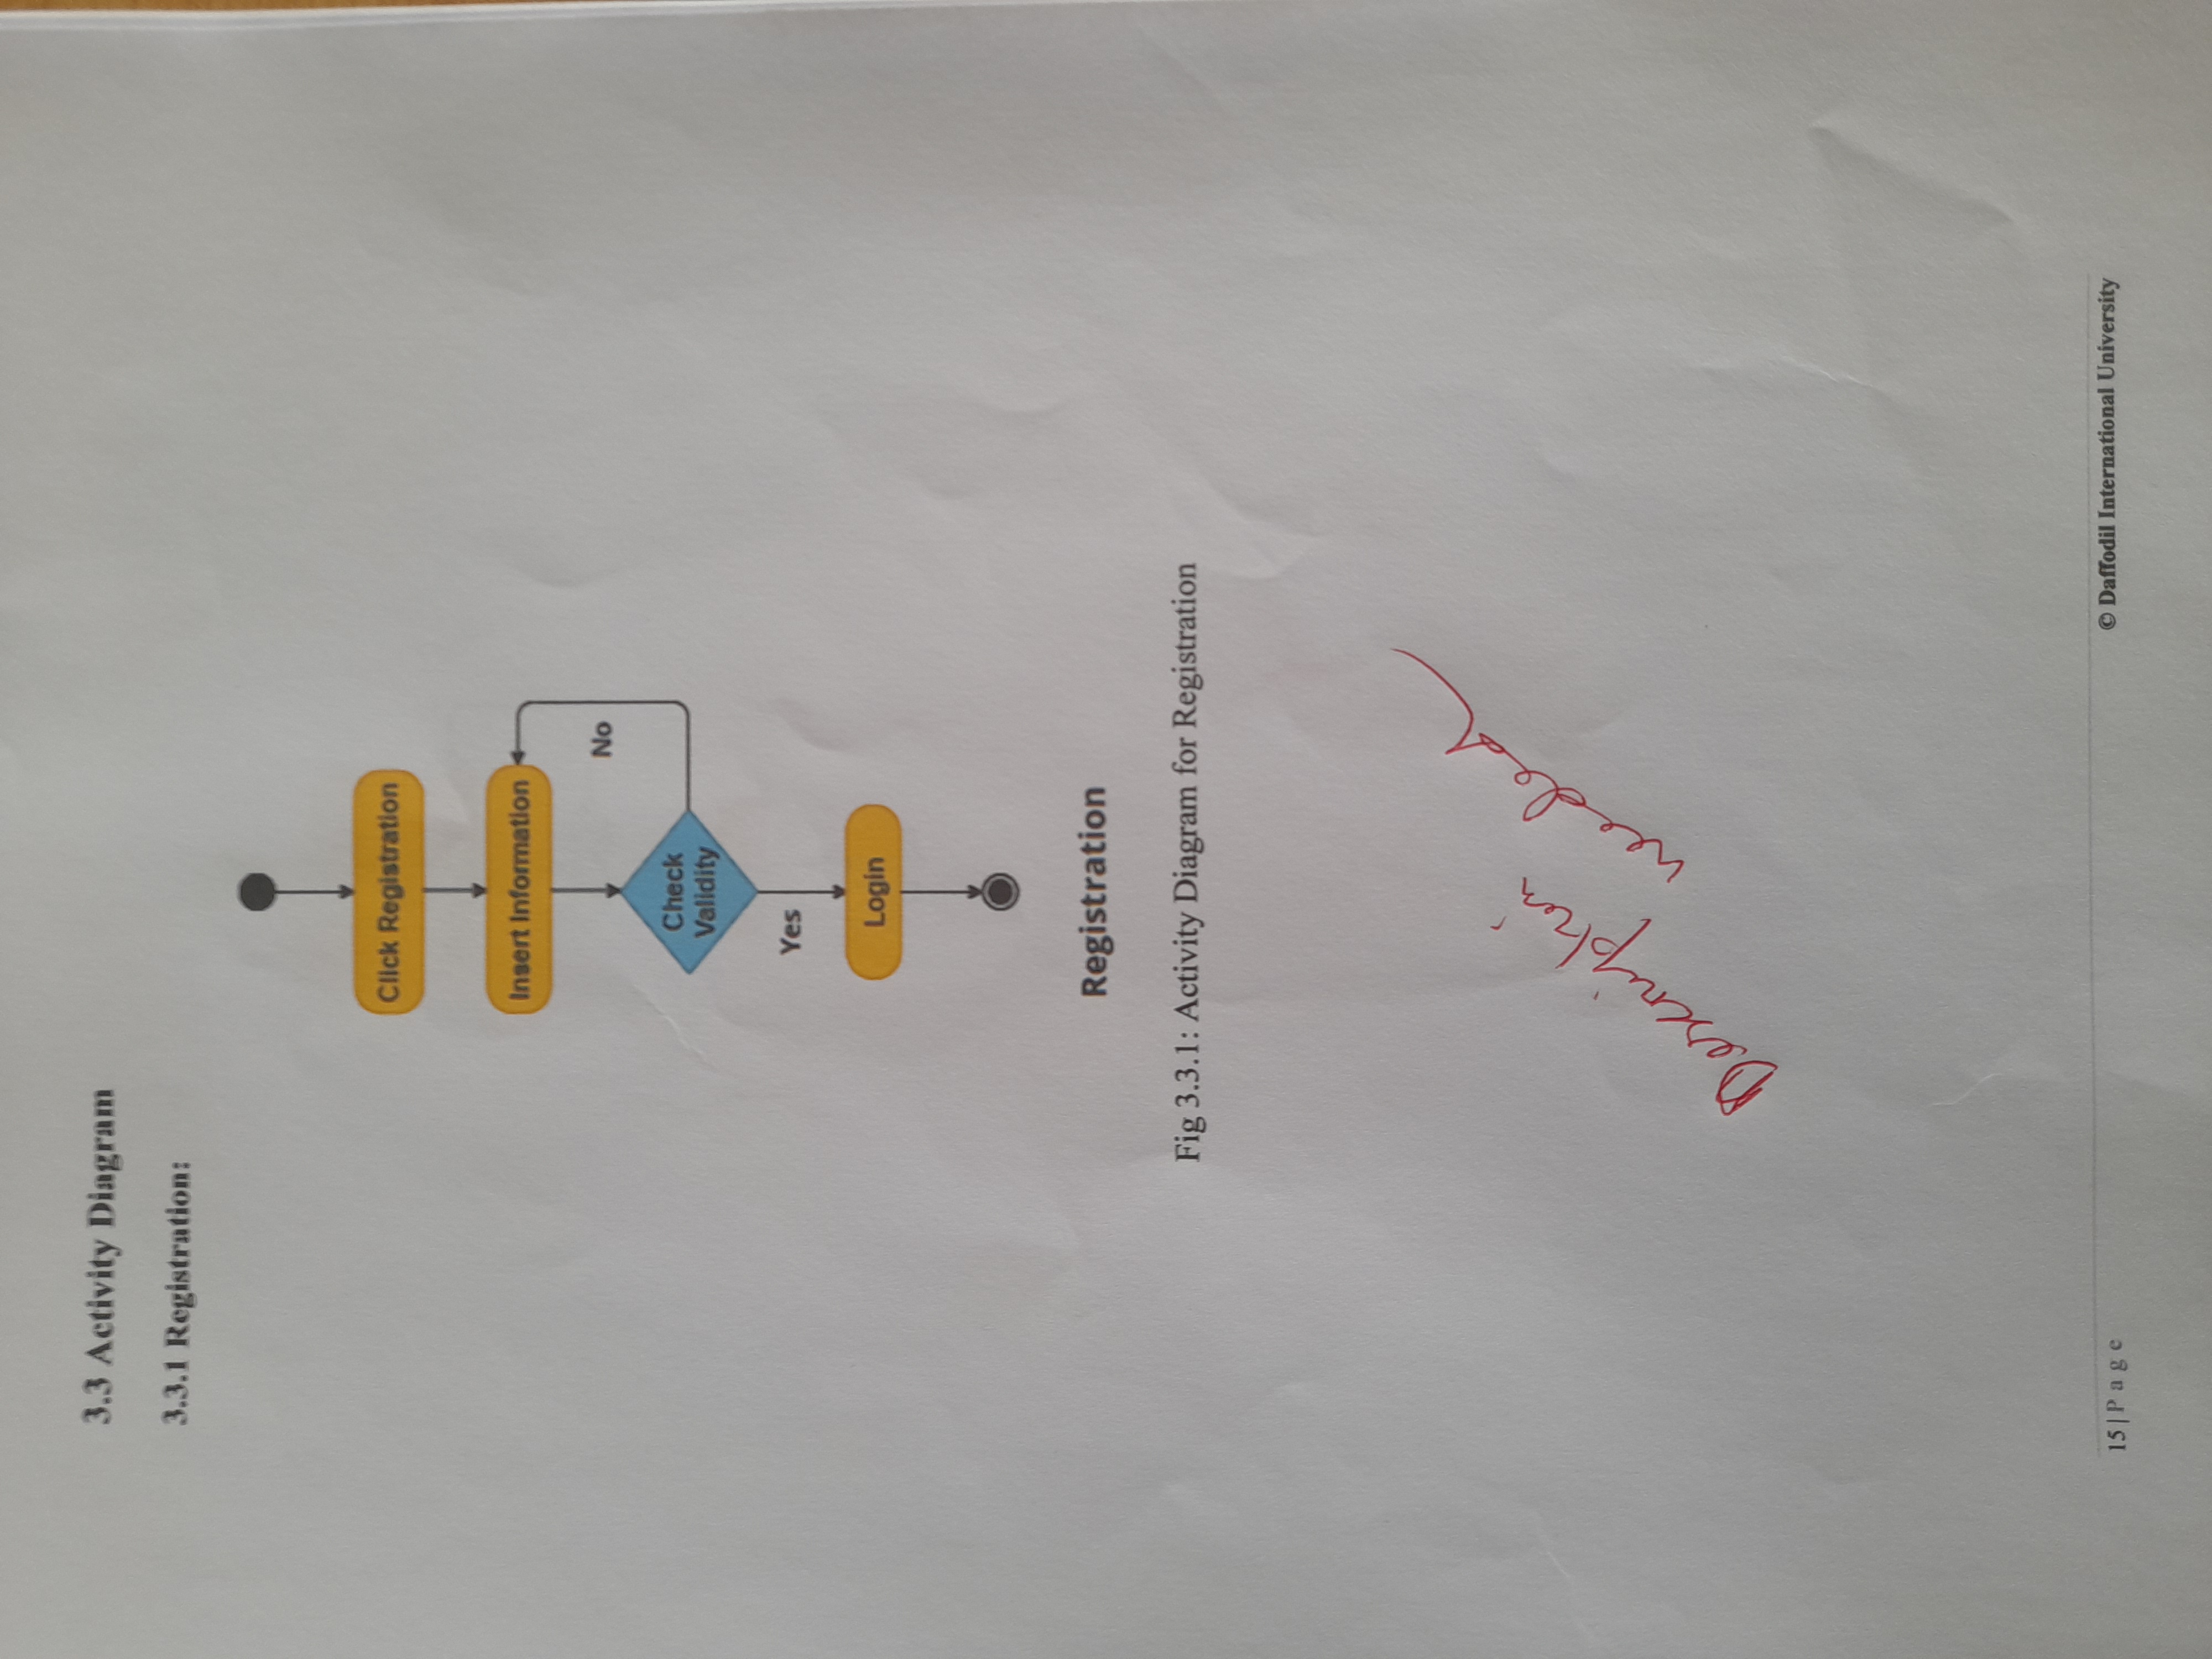 3.3 Activity Diagram
3.3.1 Registration:
Click Registration
Insert Information
No
Check
Validity
Yes
Login
Registration
Fig 3.3.1: Activity Diagram for Registration
Description
needed
15|Page
© Daffodil International University